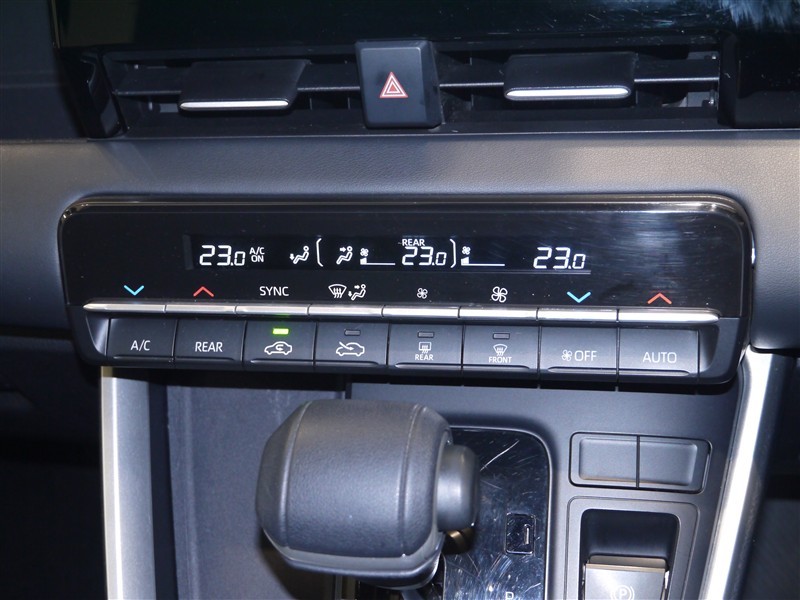 REAR
23.0 A/C ON 23.0 23.0
SYNC
A/C REAR REAR FRONT OFF AUTO
P
P